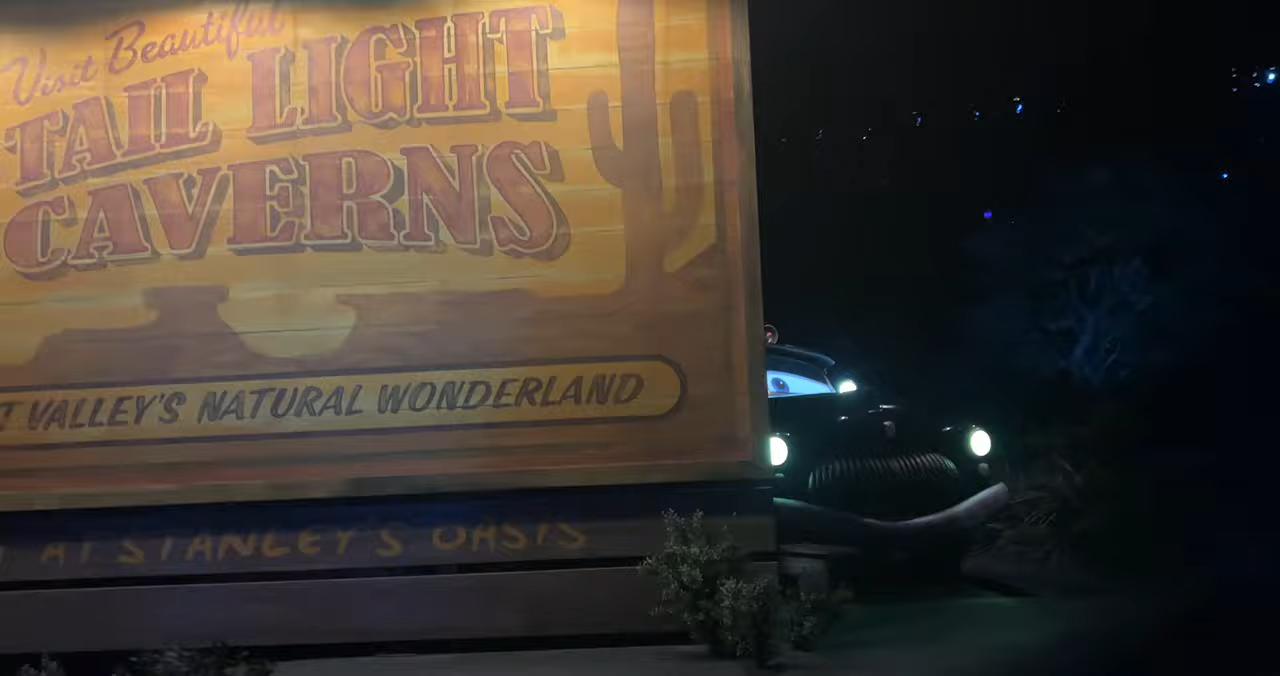 Visit Beautiful
TAIL LIGHT
CAVERNS
T VALLEY'S NATURAL WONDERLAND
AT STANLEY'S OASIS